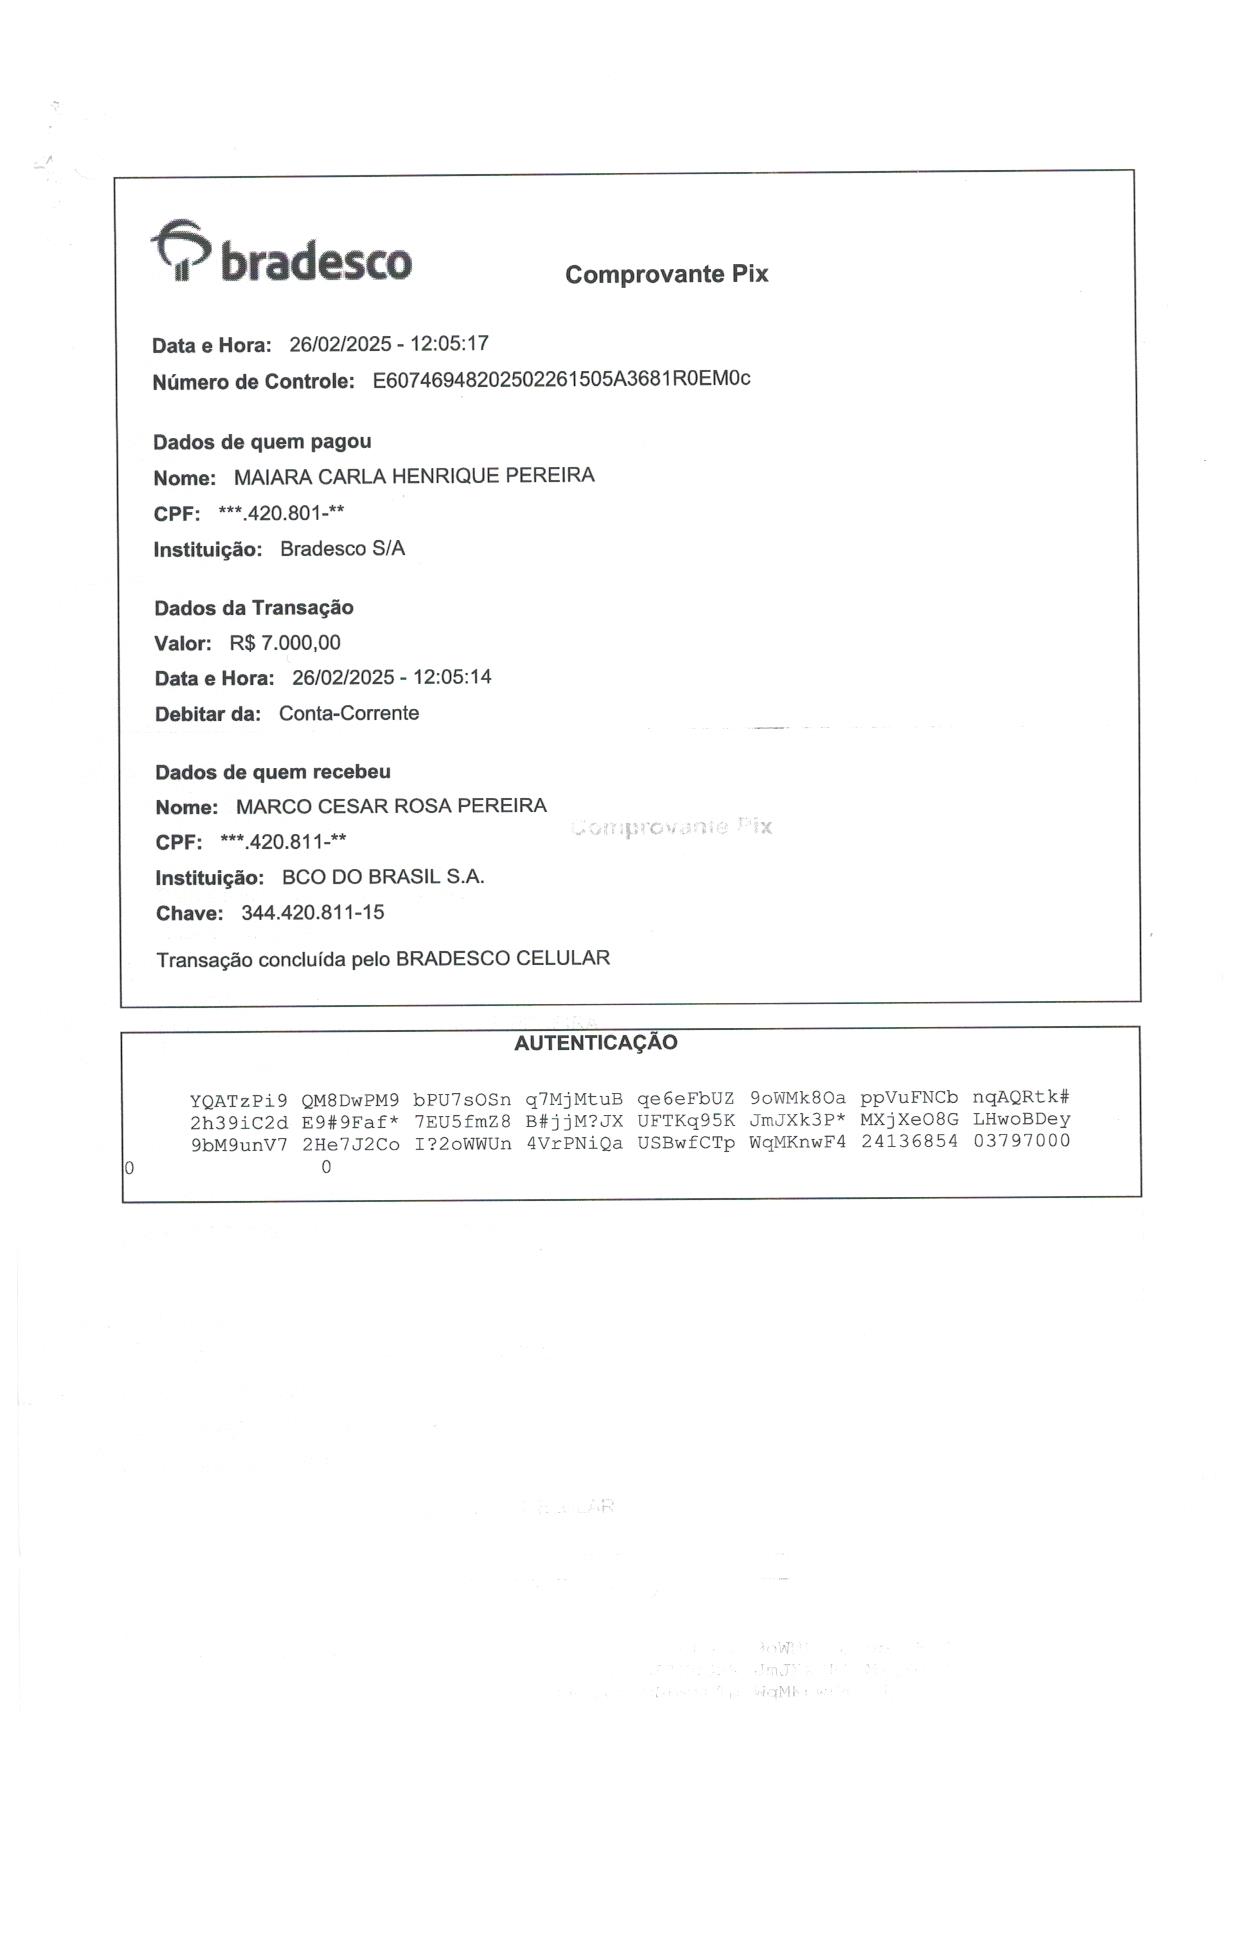 bradesco
Comprovante Pix
Data e Hora: 26/02/2025 - 12:05:17
Número de Controle: E60746948202502261505A3681R0EM0c
Dados de quem pagou
Nome: MAIARA CARLA HENRIQUE PEREIRA
CPF: ***.420.801-**
Instituição: Bradesco S/A
Dados da Transação
Valor: R$ 7.000,00
Data e Hora: 26/02/2025 - 12:05:14
Debitar da: Conta-Corrente
Dados de quem recebeu
Nome: MARCO CESAR ROSA PEREIRA
Comprovante Pix
CPF: ***.420.811-**
Instituição: BCO DO BRASIL S.A.
Chave: 344.420.811-15
Transação concluída pelo BRADESCO CELULAR
AUTENTICAÇÃO
YQATzPi9 QM8DwPM9 bPU7sOSn q7MjMtuB qe6eFbUZ 9oWMk8Oa ppVuFNCb nqAQRtk#
2h39iC2d E9#9Faf* 7EU5fmZ8 B#jjM?JX UFTKq95K JmJXk3P* MXjXeO8G LHwoBDey
9bM9unV7 2He7J2Co I?2oWWUn 4VrPNiQa USBwfCTp WqMKnwF4 24136854 03797000
0 0